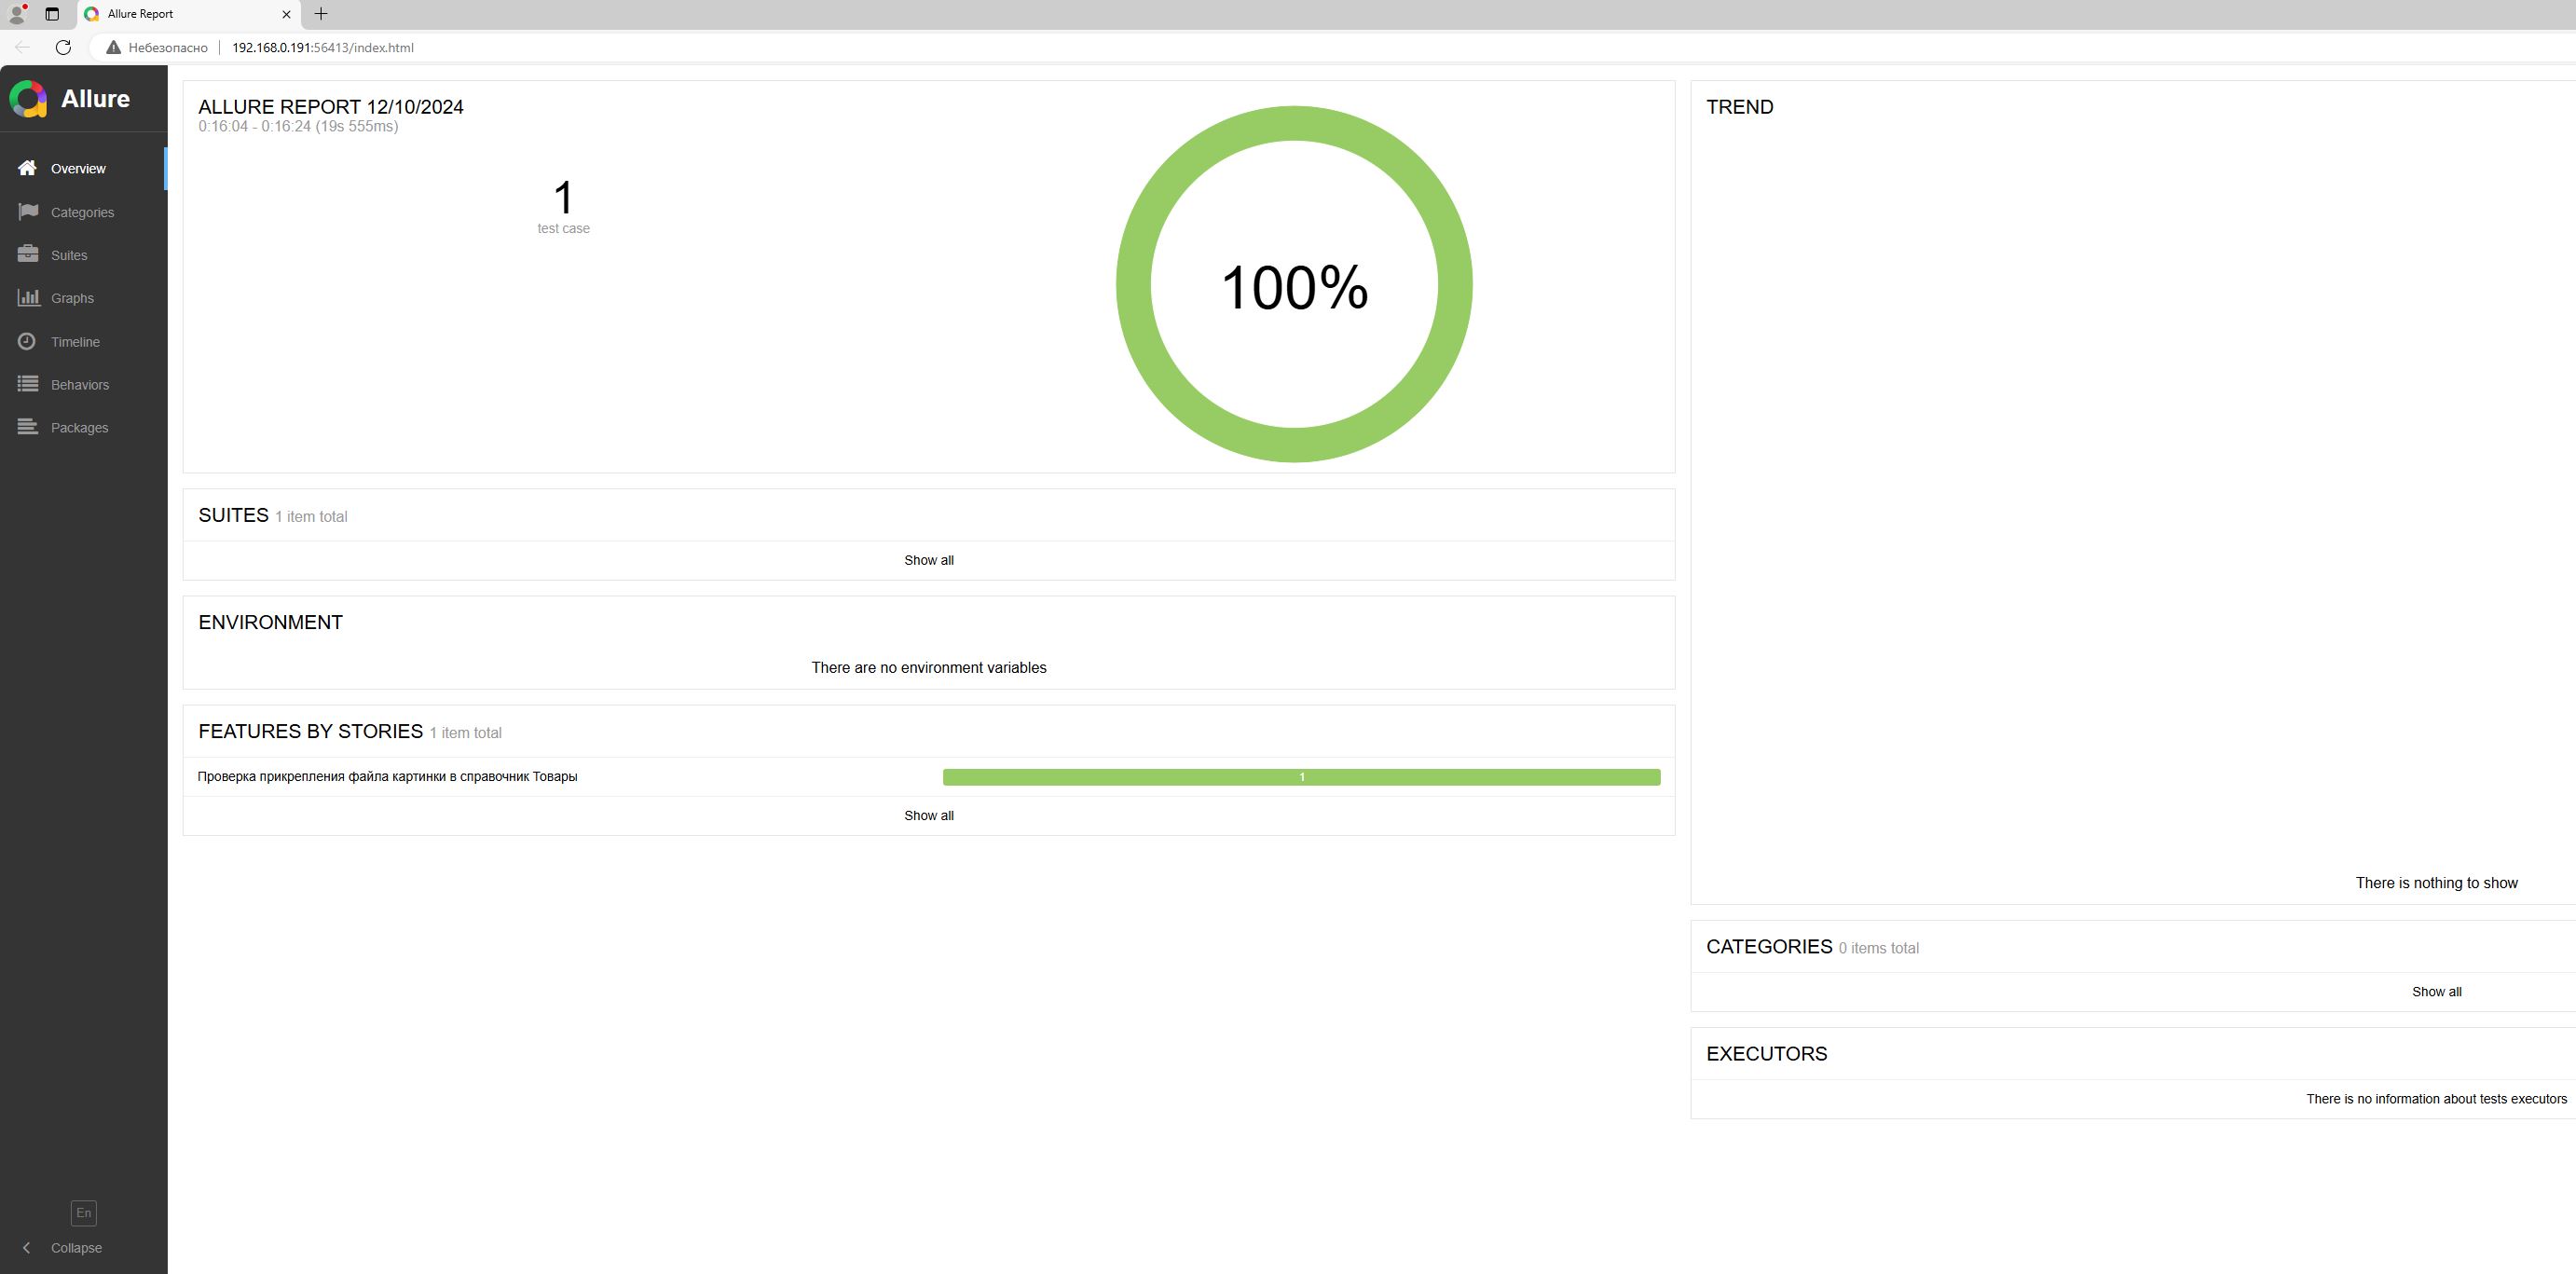 Allure Report
Небезопасно
192.168.0.191:56413/index.html
Allure
Overview
Categories
Suites
Graphs
Timeline
Behaviors
Packages
En
Collapse
ALLURE REPORT 12/10/2024
0:16:04 - 0:16:24 (19s 555ms)
1
test case
100%
SUITES 1 item total
Show all
ENVIRONMENT
There are no environment variables
FEATURES BY STORIES 1 item total
Проверка прикрепления файла картинки в справочник Товары 1
Show all
TREND
There is nothing to show
CATEGORIES 0 items total
Show all
EXECUTORS
There is no information about tests executors